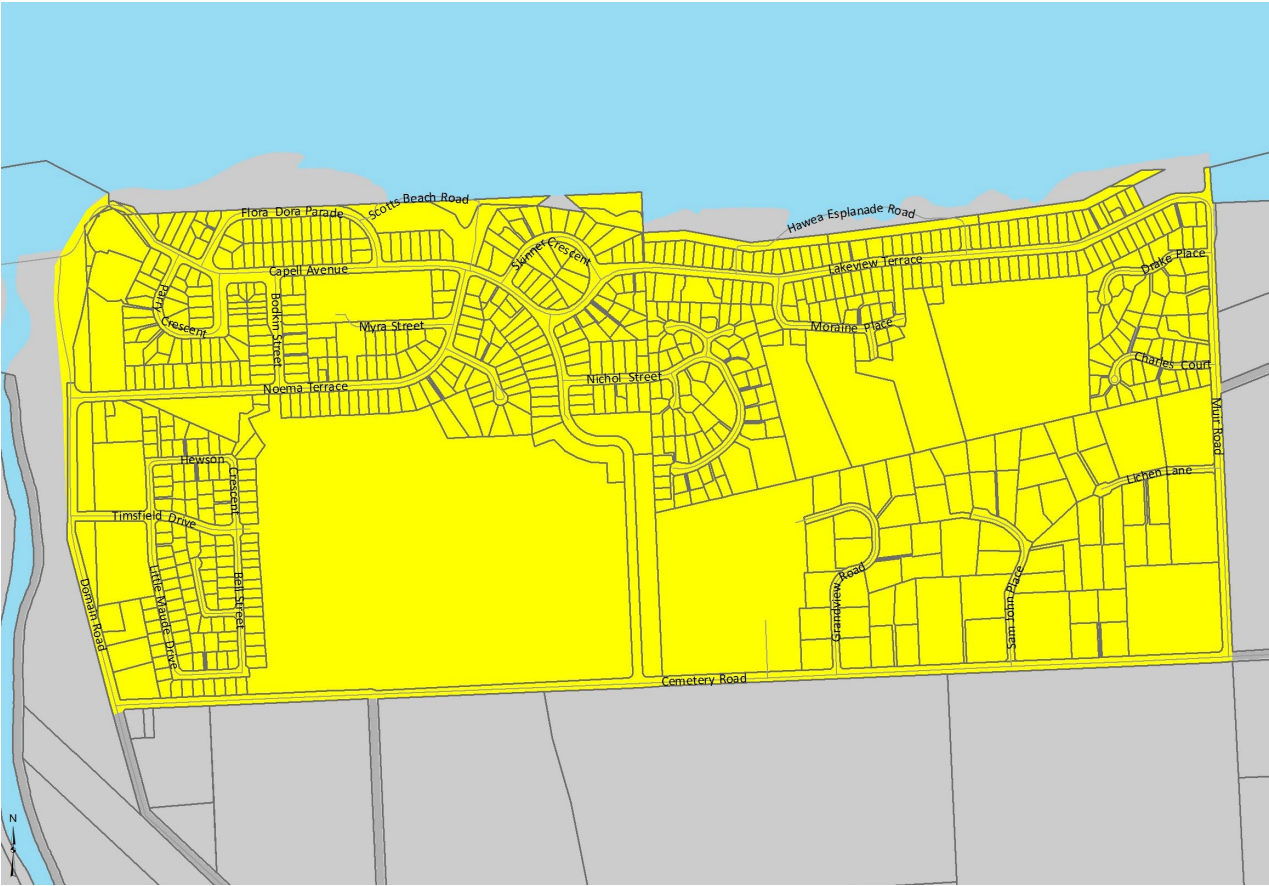 Scotts Beach Road
Flora Dora Parade
Hawea Esplanade Road
Skinner Crescent
Drake Place
Lakeview Terrace
Capell Avenue
Parry
Crescent
Bodkin Street
Myra Street
Moraine Place
Charles Court
Nichol Street
Noema Terrace
Muir Road
Hewson
Crescent
Lichen Lane
Timsfield Drive
Domain Road
Little Maude Drive
Bell Street
Grandview Road
Sam John Place
Cemetery Road
N
S